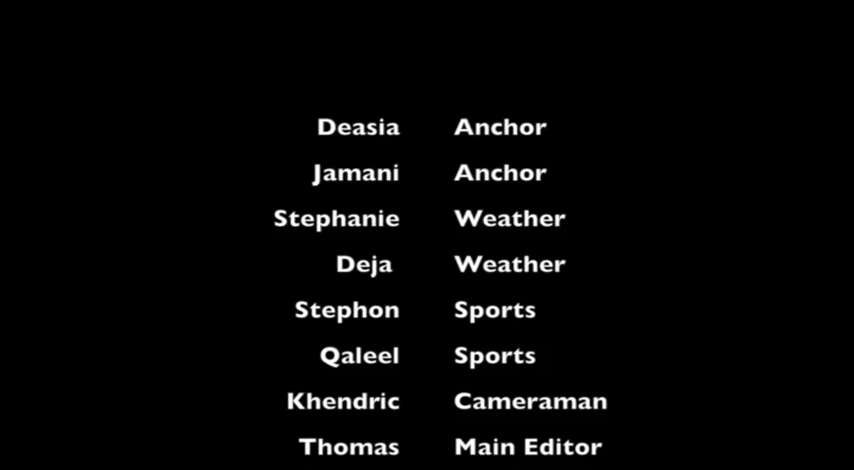 Deasia Anchor
Jamani Anchor
Stephanie Weather
Deja Weather
Stephon Sports
Qaleel Sports
Khendric Cameraman
Thomas Main Editor